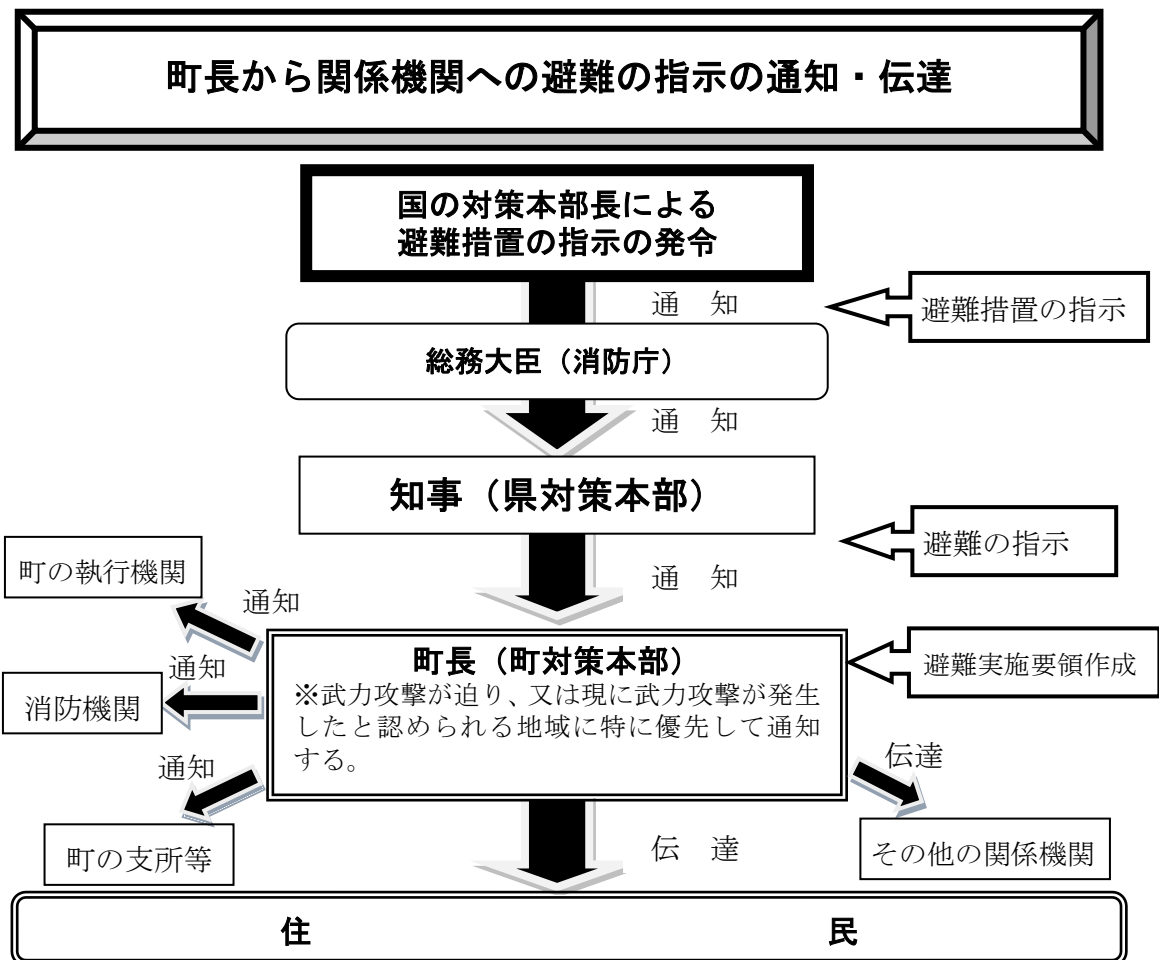 町長から関係機関への避難の指示の通知・伝達
国の対策本部長による
避難措置の指示の発令
通 知
避難措置の指示
総務大臣（消防庁）
通 知
知事（県対策本部）
避難の指示
通 知
町の執行機関
通知
町長（町対策本部）
※武力攻撃が迫り、又は現に武力攻撃が発生
したと認められる地域に特に優先して通知
する。
避難実施要領作成
通知
消防機関
通知
町の支所等
伝達
その他の関係機関
伝 達
住 民